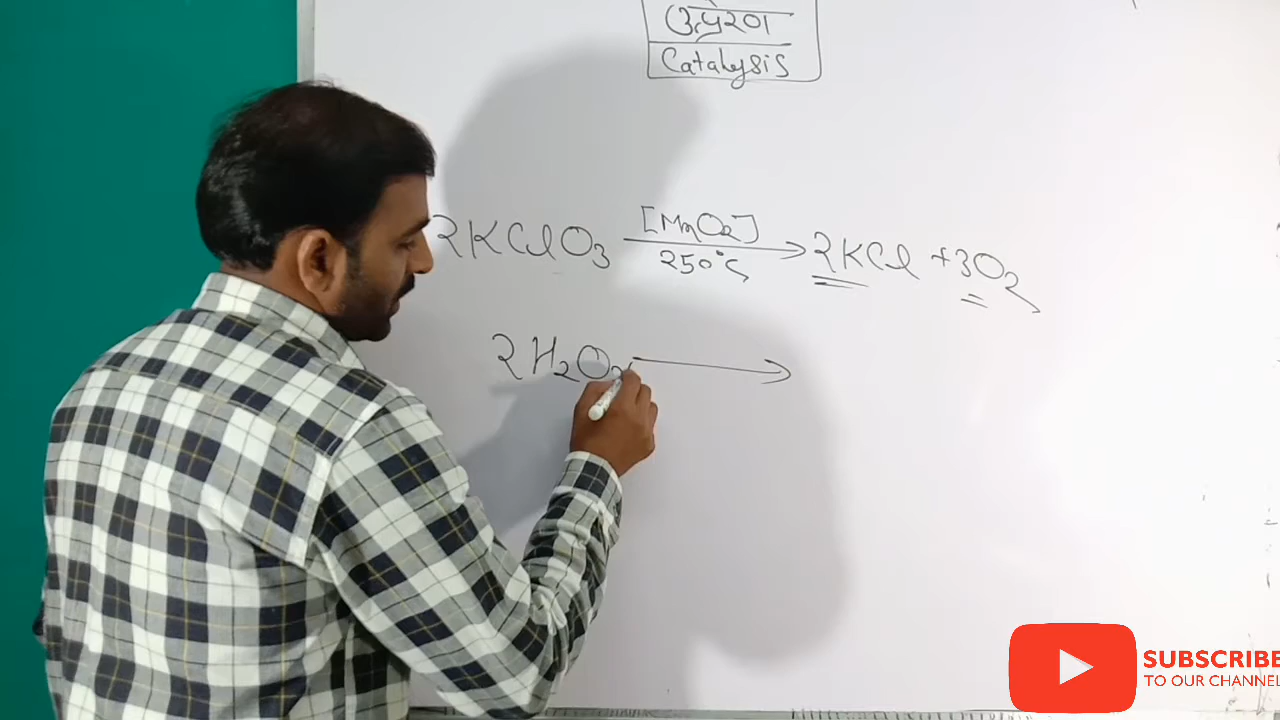 उत्प्रेरण
Catalysis
[MnO2]
2KClO3 → 2KCl + 3O2
250°C
2H2O2 →
SUBSCRIBE
TO OUR CHANNEL